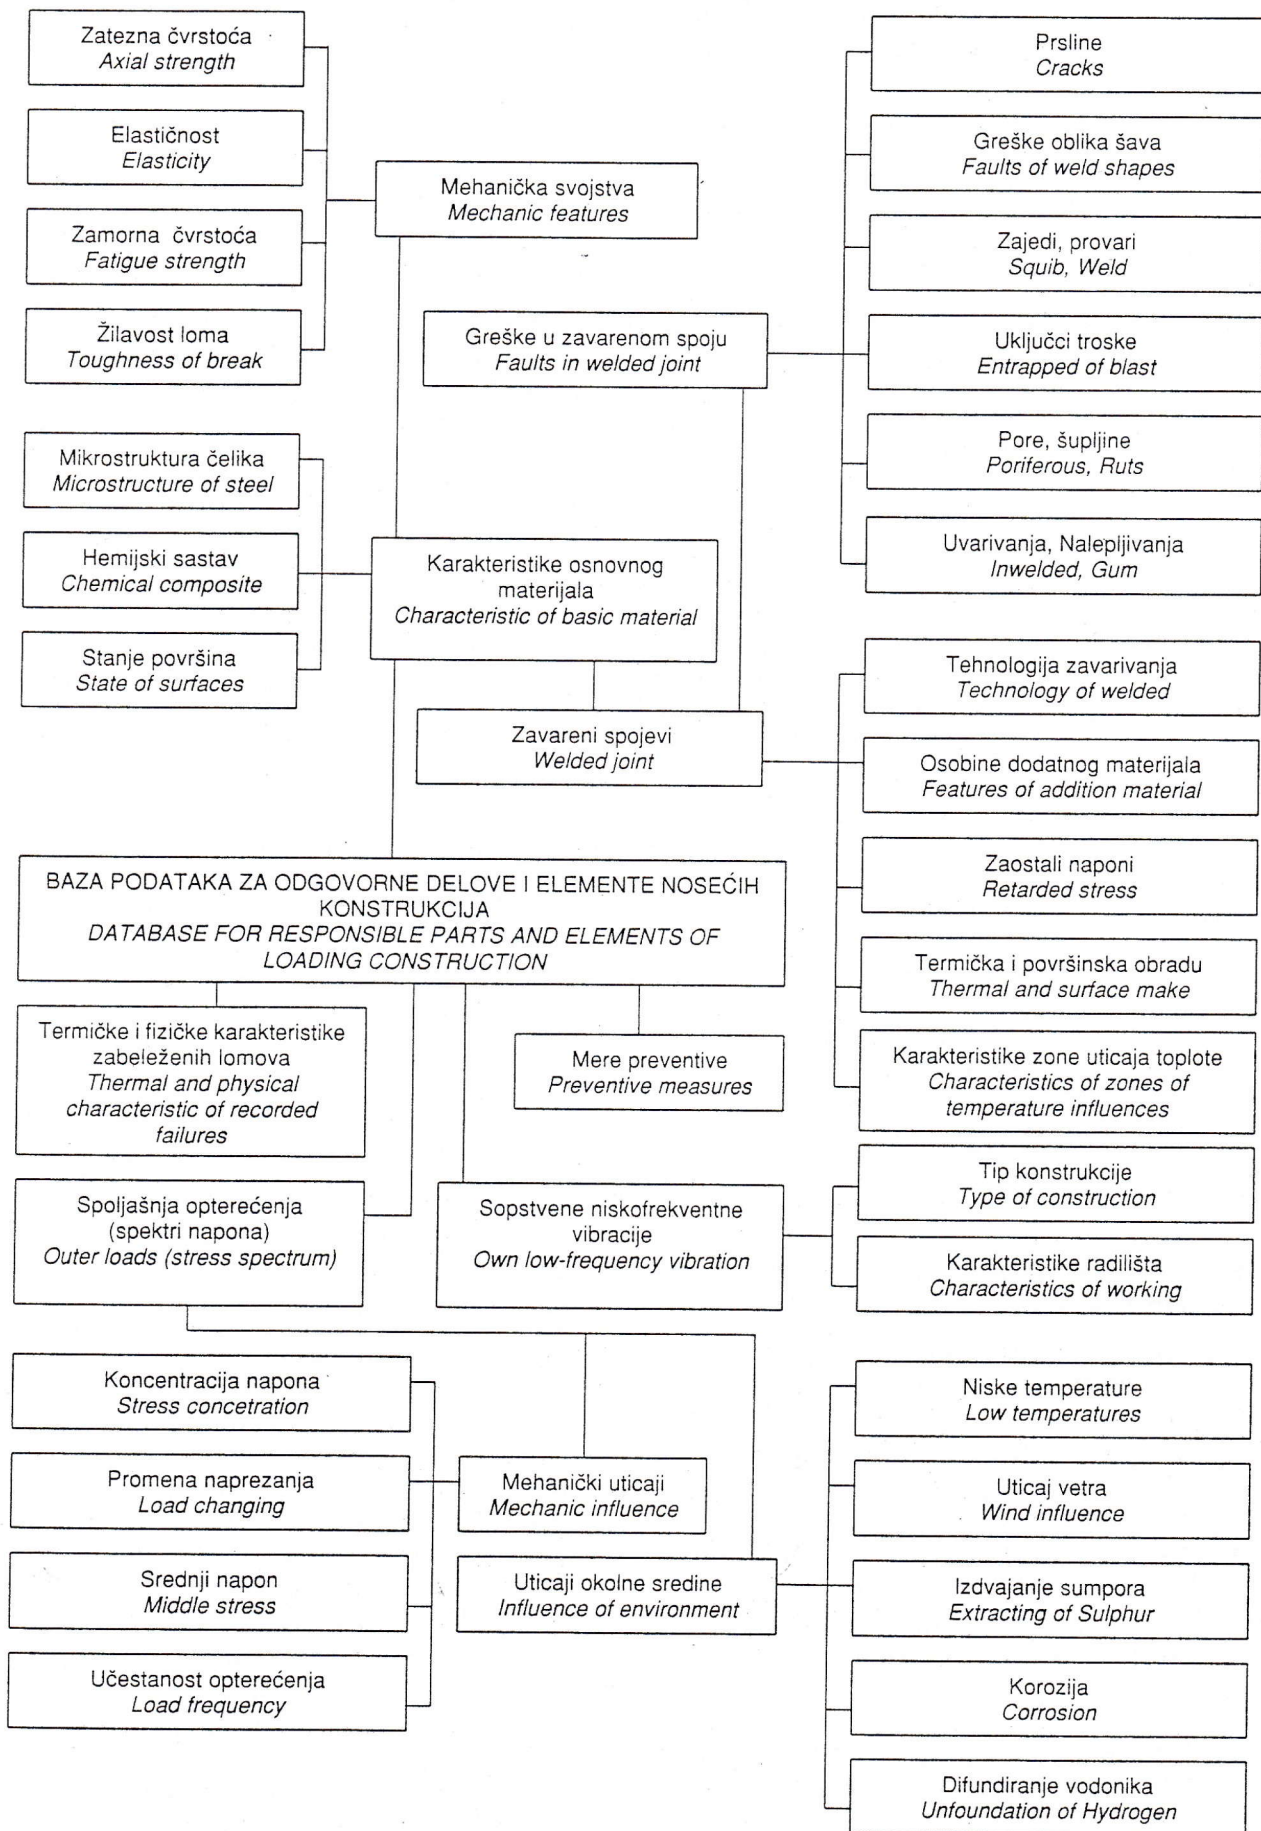 Zatezna čvrstoća
Axial strength
Elastičnost
Elasticity
Zamorna čvrstoća
Fatigue strength
Žilavost loma
Toughness of break
Mehanička svojstva
Mechanic features
Prsline
Cracks
Greške oblika šava
Faults of weld shapes
Zajedi, provari
Squib, Weld
Uključci troske
Entrapped of blast
Pore, šupljine
Poriferous, Ruts
Uvarivanja, Nalepljivanja
Inwelded, Gum
Greške u zavarenom spoju
Faults in welded joint
Mikrostruktura čelika
Microstructure of steel
Hemijski sastav
Chemical composite
Stanje površina
State of surfaces
Karakteristike osnovnog
materijala
Characteristic of basic material
Zavareni spojevi
Welded joint
Tehnologija zavarivanja
Technology of welded
Osobine dodatnog materijala
Features of addition material
Zaostali naponi
Retarded stress
Termička i površinska obradu
Thermal and surface make
Karakteristike zone uticaja toplote
Characteristics of zones of
temperature influences
BAZA PODATAKA ZA ODGOVORNE DELOVE I ELEMENTE NOSEĆIH
KONSTRUKCIJA
DATABASE FOR RESPONSIBLE PARTS AND ELEMENTS OF
LOADING CONSTRUCTION
Termičke i fizičke karakteristike
zabeleženih lomova
Thermal and physical
characteristic of recorded
failures
Mere preventive
Preventive measures
Spoljašnja opterećenja
(spektri napona)
Outer loads (stress spectrum)
Sopstvene niskofrekventne
vibracije
Own low-frequency vibration
Tip konstrukcije
Type of construction
Karakteristike radilišta
Characteristics of working
Koncentracija napona
Stress concetration
Promena naprezanja
Load changing
Srednji napon
Middle stress
Učestanost opterećenja
Load frequency
Mehanički uticaji
Mechanic influence
Uticaji okolne sredine
Influence of environment
Niske temperature
Low temperatures
Uticaj vetra
Wind influence
Izdvajanje sumpora
Extracting of Sulphur
Korozija
Corrosion
Difundiranje vodonika
Unfoundation of Hydrogen